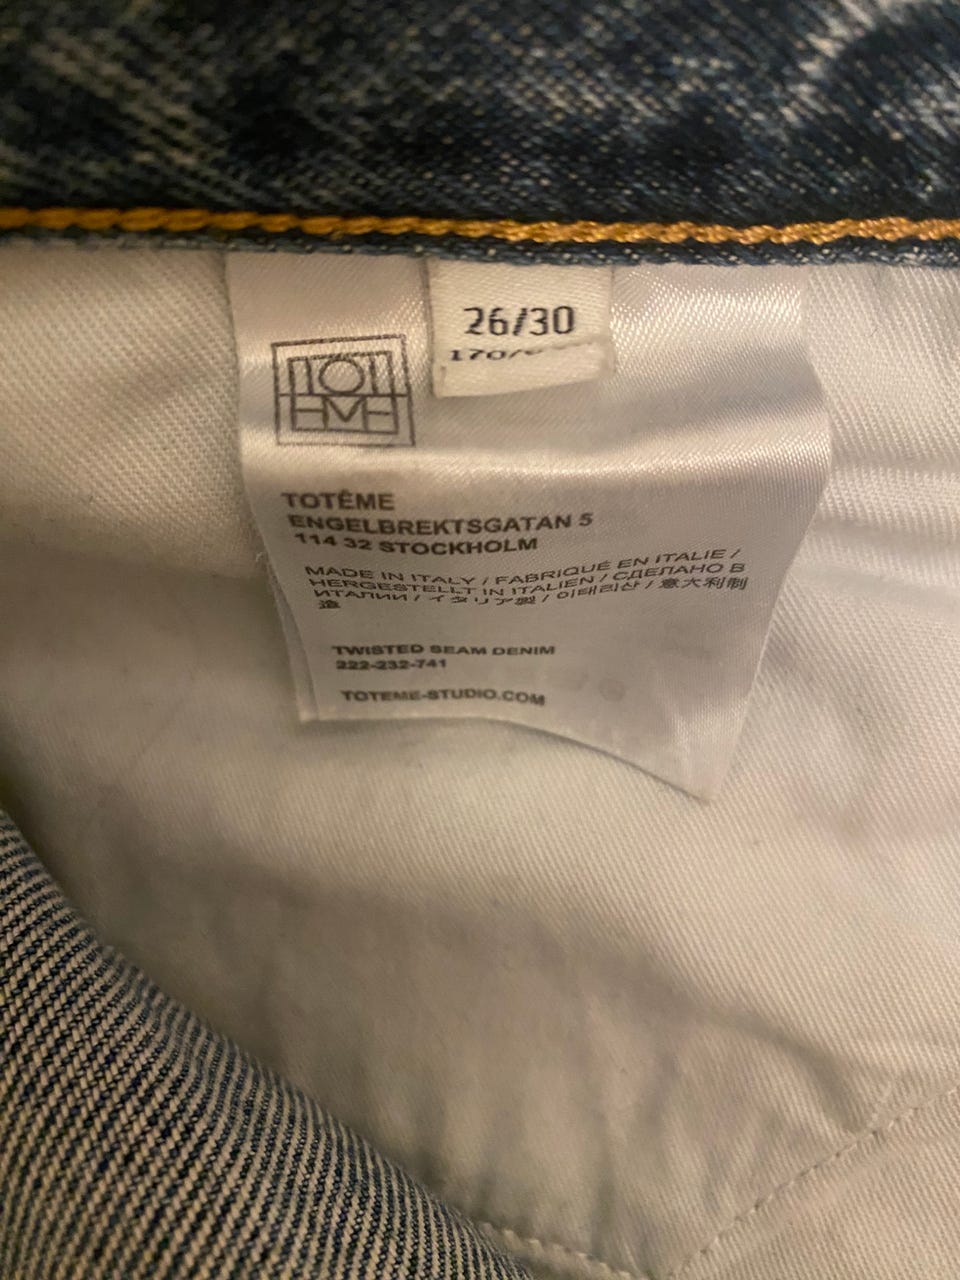 26/30
TOTEME
TOTÊME
ENGELBREKTSGATAN 5
114 32 STOCKHOLM
MADE IN ITALY / FABRIQUÉ EN ITALIE /
HERGESTELLT IN ITALIEN / СДЕЛАНО В
ИТАЛИИ / イタリア製 / 이태리산 / 意大利制
造
TWISTED SEAM DENIM
222-232-741
TOTEME-STUDIO.COM